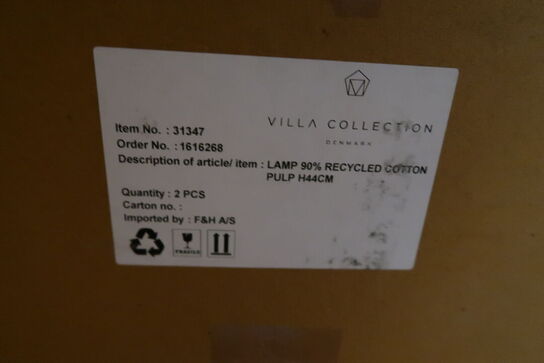 VILLA COLLECTION
DENMARK
Item No. : 31347
Order No. :1616268
Description of article/ item : LAMP 90% RECYCLED COTTON
PULP H44CM
Quantity : 2 PCS
Carton no. :
Imported by : F&H A/S
FRAGILE